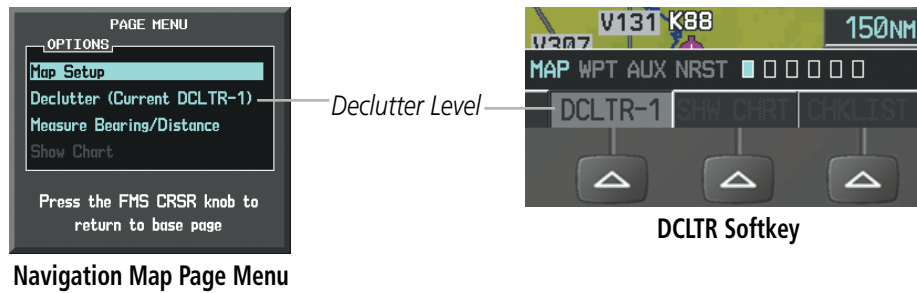 PAGE MENU
OPTIONS
Map Setup
Declutter (Current DCLTR-1)
Measure Bearing/Distance
Show Chart
Press the FMS CRSR knob to
return to base page
Navigation Map Page Menu
Declutter Level
V131 K88
V307
150NM
MAP WPT AUX NRST
DCLTR-1 SHW CHRT CHKLIST
DCLTR Softkey